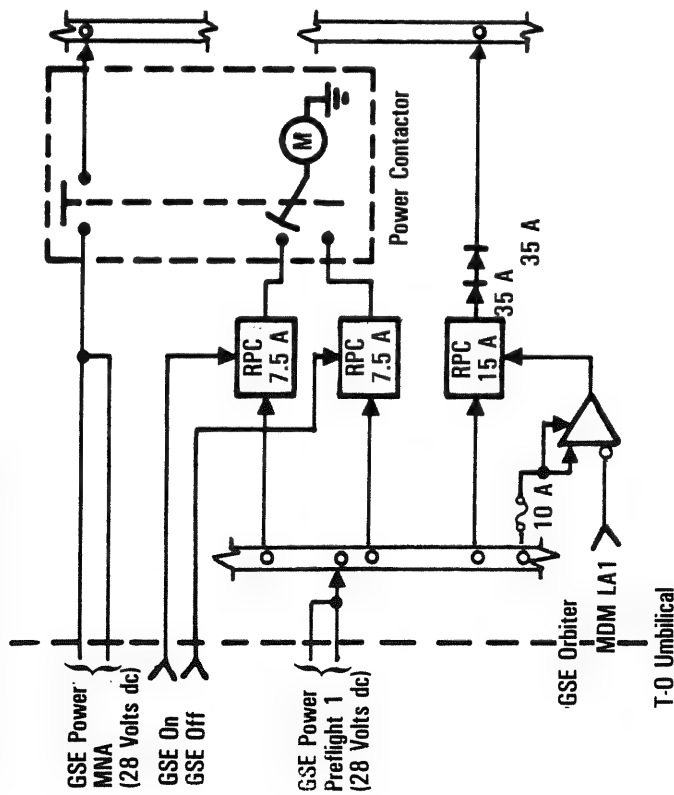 GSE Power
MNA
(28 Volts dc)
GSE On
GSE Off
GSE Power
Preflight 1
(28 Volts dc)
GSE Orbiter
MDM LA1
T-O Umbilical
10 A
RPC
7.5 A
RPC
7.5 A
RPC
15 A
35 A
35 A
M
Power Contactor